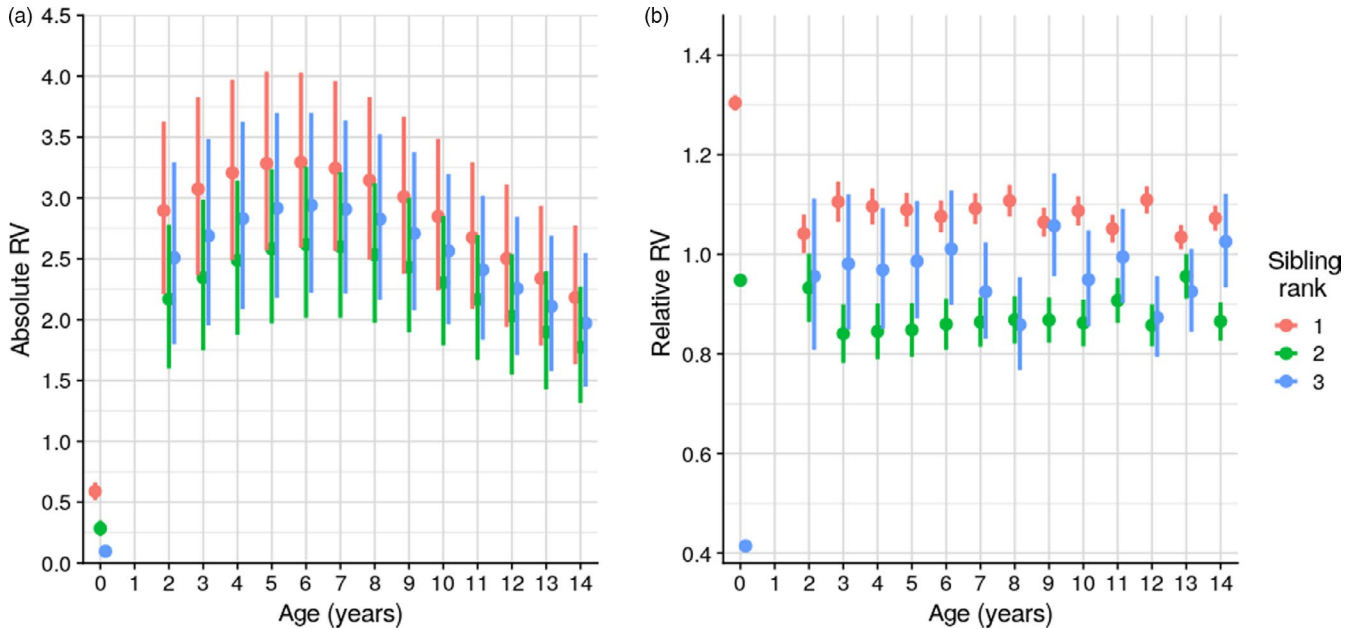 (a)
4.5
4.0
3.5
3.0
2.5
2.0
1.5
1.0
0.5
0.0
Absolute RV
0 1 2 3 4 5 6 7 8 9 10 11 12 13 14
Age (years)
(b)
1.4
1.2
1.0
0.8
0.6
0.4
Relative RV
0 1 2 3 4 5 6 7 8 9 10 11 12 13 14
Age (years)
Sibling
rank
1
2
3